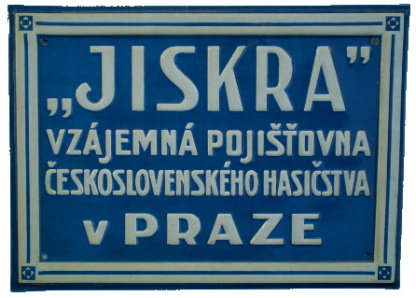 „JISKRA”
VZÁJEMNÁ POJIŠŤOVNA
ČESKOSLOVENSKÉHO HASIČSTVA
v PRAZE